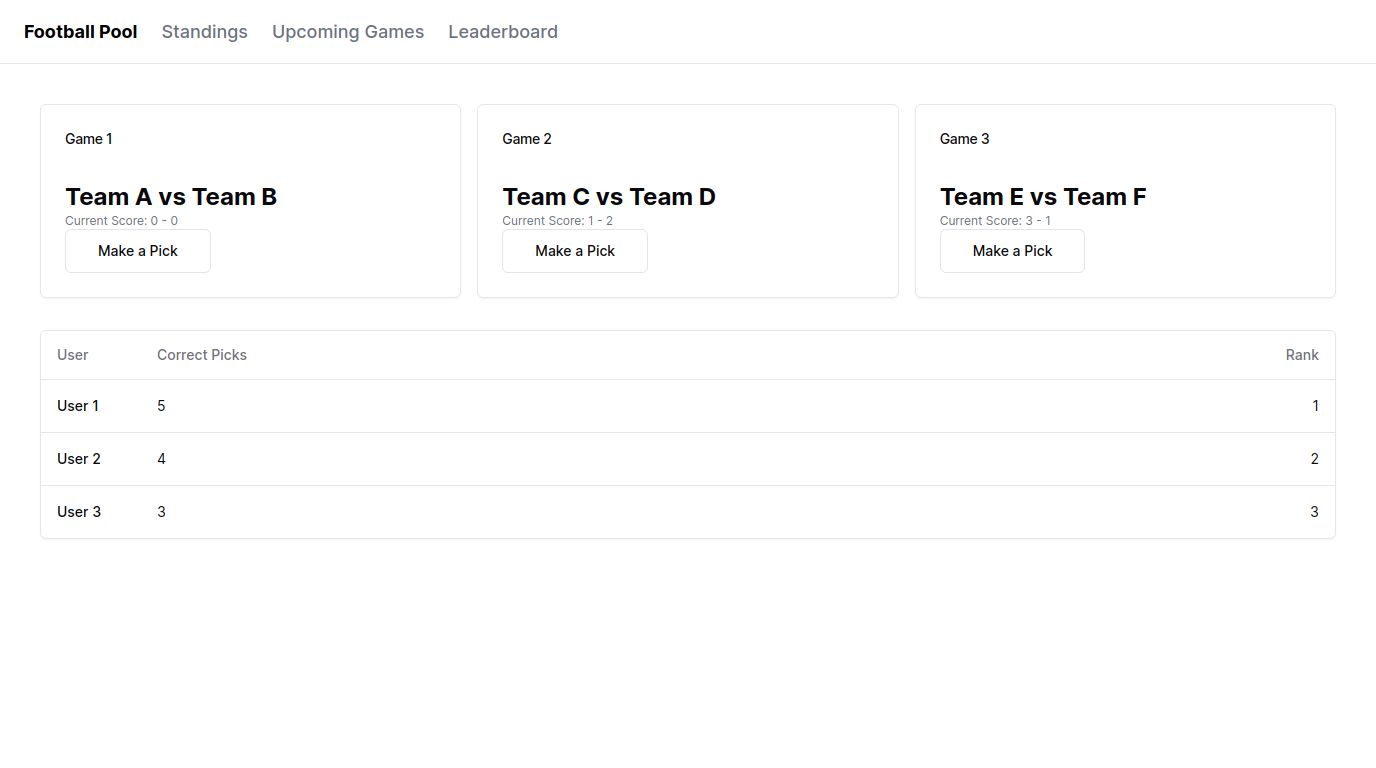 Football Pool Standings Upcoming Games Leaderboard
Game 1
Team A vs Team B
Current Score: 0 - 0
Make a Pick
Game 2
Team C vs Team D
Current Score: 1 - 2
Make a Pick
Game 3
Team E vs Team F
Current Score: 3 - 1
Make a Pick
User Correct Picks Rank
User 1 5 1
User 2 4 2
User 3 3 3